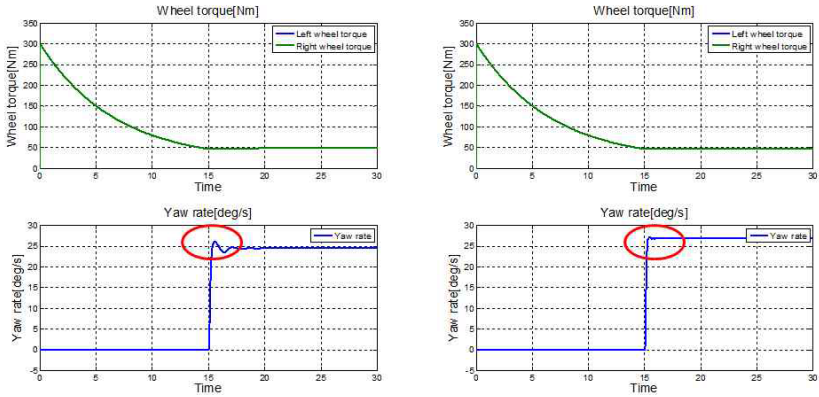 Wheel torque[Nm]
Wheel torque[Nm]
350
300
250
200
150
100
50
0
Left wheel torque
Right wheel torque
0 5 10 15 20 25 30
Time
Wheel torque[Nm]
Wheel torque[Nm]
350
300
250
200
150
100
50
0
Left wheel torque
Right wheel torque
0 5 10 15 20 25 30
Time
Yaw rate[deg/s]
Yaw rate[deg/s]
30
25
20
15
10
5
0
-5
Yaw rate
0 5 10 15 20 25 30
Time
Yaw rate[deg/s]
Yaw rate[deg/s]
30
25
20
15
10
5
0
-5
Yaw rate
0 5 10 15 20 25 30
Time